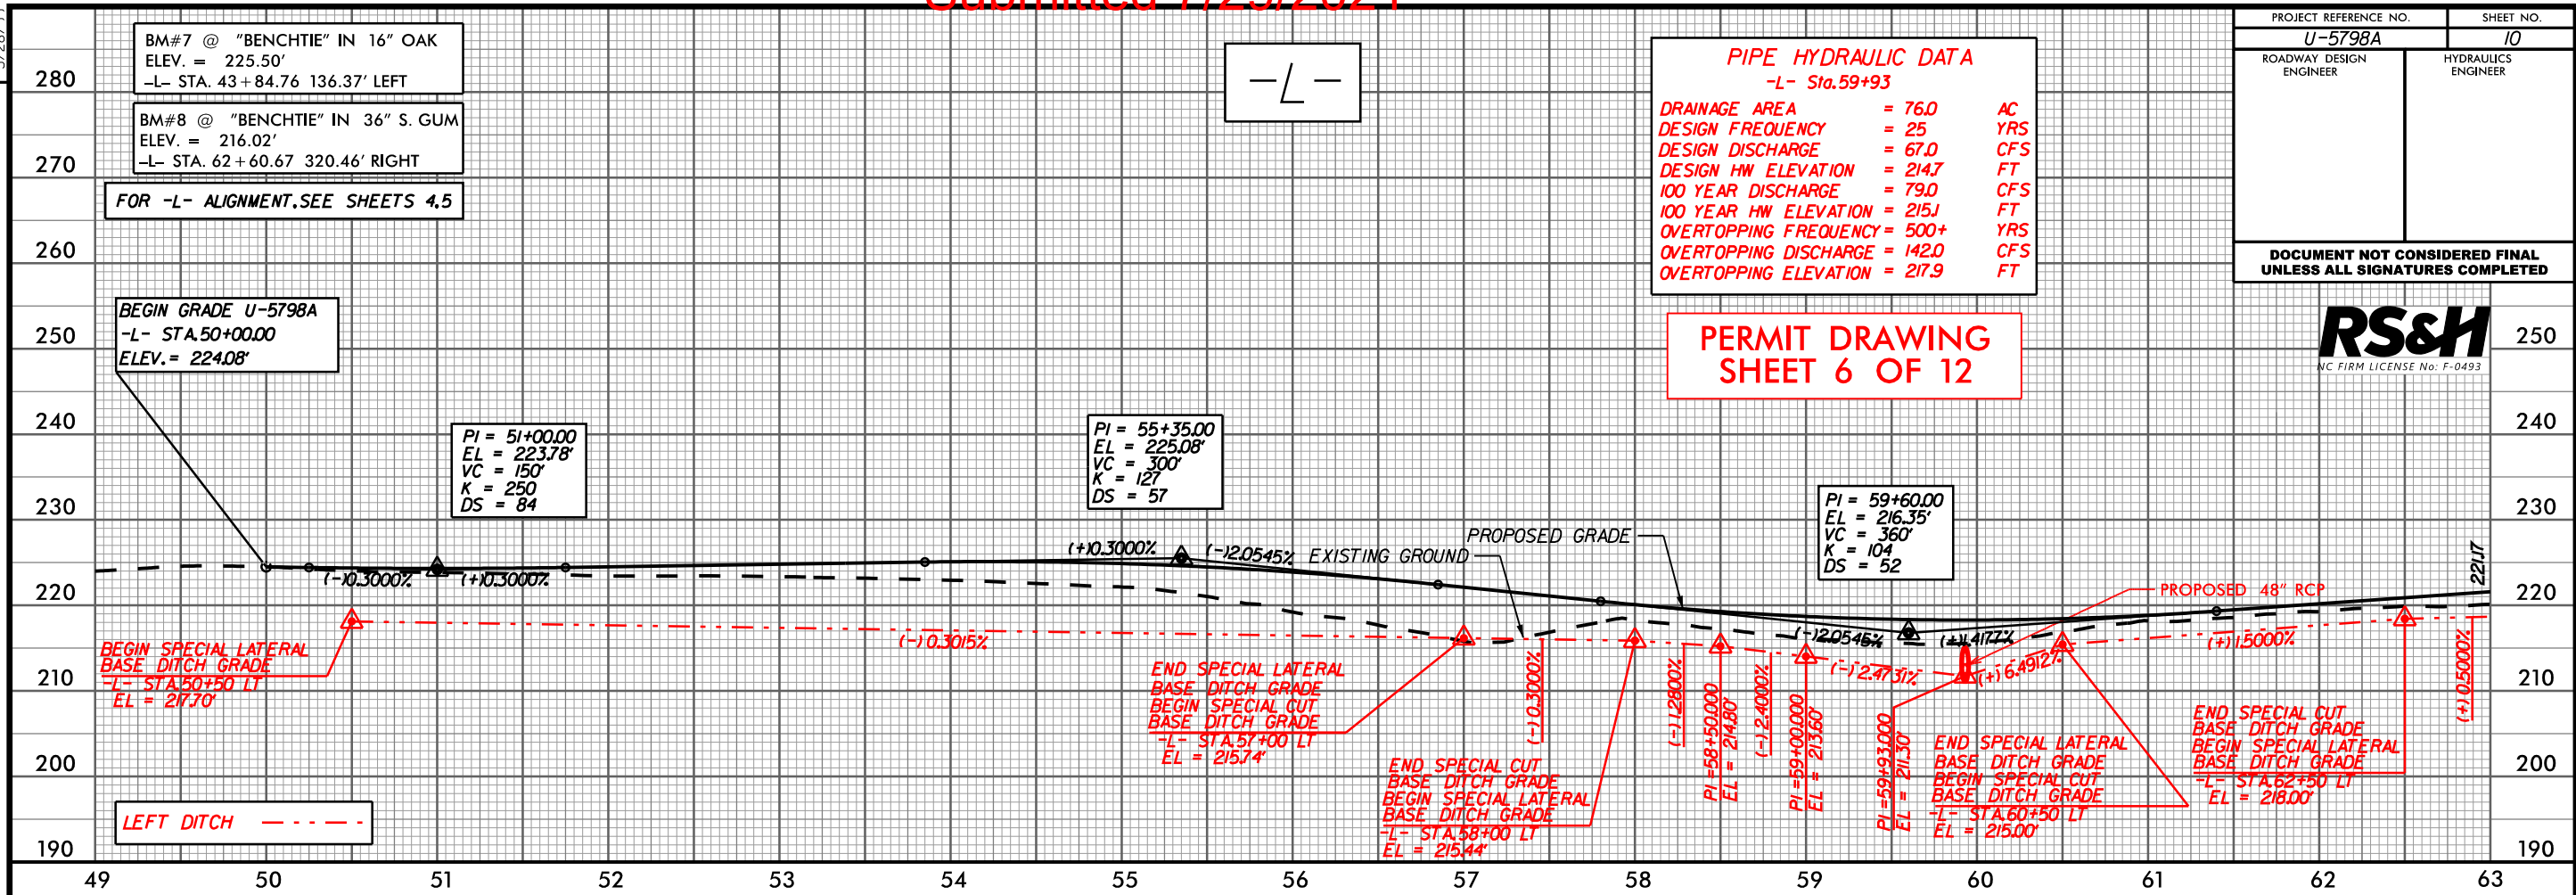 BM#7 @ "BENCHTIE" IN 16" OAK
ELEV. = 225.50'
-L- STA. 43+84.76 136.37' LEFT
BM#8 @ "BENCHTIE" IN 36" S. GUM
ELEV. = 216.02'
-L- STA. 62+60.67 320.46' RIGHT
FOR -L- ALIGNMENT, SEE SHEETS 4,5
-L-
PIPE HYDRAULIC DATA
-L- Sta. 59+93
DRAINAGE AREA = 76.0 AC
DESIGN FREQUENCY = 25 YRS
DESIGN DISCHARGE = 67.0 CFS
DESIGN HW ELEVATION = 214.7 FT
100 YEAR DISCHARGE = 79.0 CFS
100 YEAR HW ELEVATION = 215.1 FT
OVERTOPPING FREQUENCY = 500+ YRS
OVERTOPPING DISCHARGE = 142.0 CFS
OVERTOPPING ELEVATION = 217.9 FT
PROJECT REFERENCE NO. SHEET NO.
U-5798A 10
ROADWAY DESIGN
ENGINEER
HYDRAULICS
ENGINEER
DOCUMENT NOT CONSIDERED FINAL
UNLESS ALL SIGNATURES COMPLETED
RS&H
NC FIRM LICENSE No: F-0493
PERMIT DRAWING
SHEET 6 OF 12
BEGIN GRADE U-5798A
-L- STA.50+00.00
ELEV. = 224.08'
PI = 51+00.00
EL = 223.78'
VC = 150'
K = 250
DS = 84
PI = 55+35.00
EL = 225.08'
VC = 300'
K = 127
DS = 57
PI = 59+60.00
EL = 216.35'
VC = 360'
K = 104
DS = 52
(-)0.3000%
(+)0.3000%
(+)0.3000%
(-)2.0545%
EXISTING GROUND
PROPOSED GRADE
(-)2.0545%
(+)1.4177%
PROPOSED 48" RCP
221.17
BEGIN SPECIAL LATERAL
BASE DITCH GRADE
-L- STA.50+50 LT
EL = 217.70'
(-)0.3015%
END SPECIAL LATERAL
BASE DITCH GRADE
BEGIN SPECIAL CUT
BASE DITCH GRADE
-L- STA.57+00 LT
EL = 215.74'
(-)0.3000%
END SPECIAL CUT
BASE DITCH GRADE
BEGIN SPECIAL LATERAL
BASE DITCH GRADE
-L- STA.58+00 LT
EL = 215.44'
(-)1.2800%
PI =58+50.000
EL = 214.80'
(-)2.4000%
PI =59+00.000
EL = 213.60'
(-)2.4731%
PI =59+93.000
EL = 211.30'
(+)6.4912%
END SPECIAL LATERAL
BASE DITCH GRADE
BEGIN SPECIAL CUT
BASE DITCH GRADE
-L- STA.60+50 LT
EL = 215.00'
(+)1.5000%
END SPECIAL CUT
BASE DITCH GRADE
BEGIN SPECIAL LATERAL
BASE DITCH GRADE
-L- STA.62+50 LT
EL = 218.00'
(+)0.5000%
LEFT DITCH
280
270
260
250
240
230
220
210
200
190
250
240
230
220
210
200
190
49 50 51 52 53 54 55 56 57 58 59 60 61 62 63